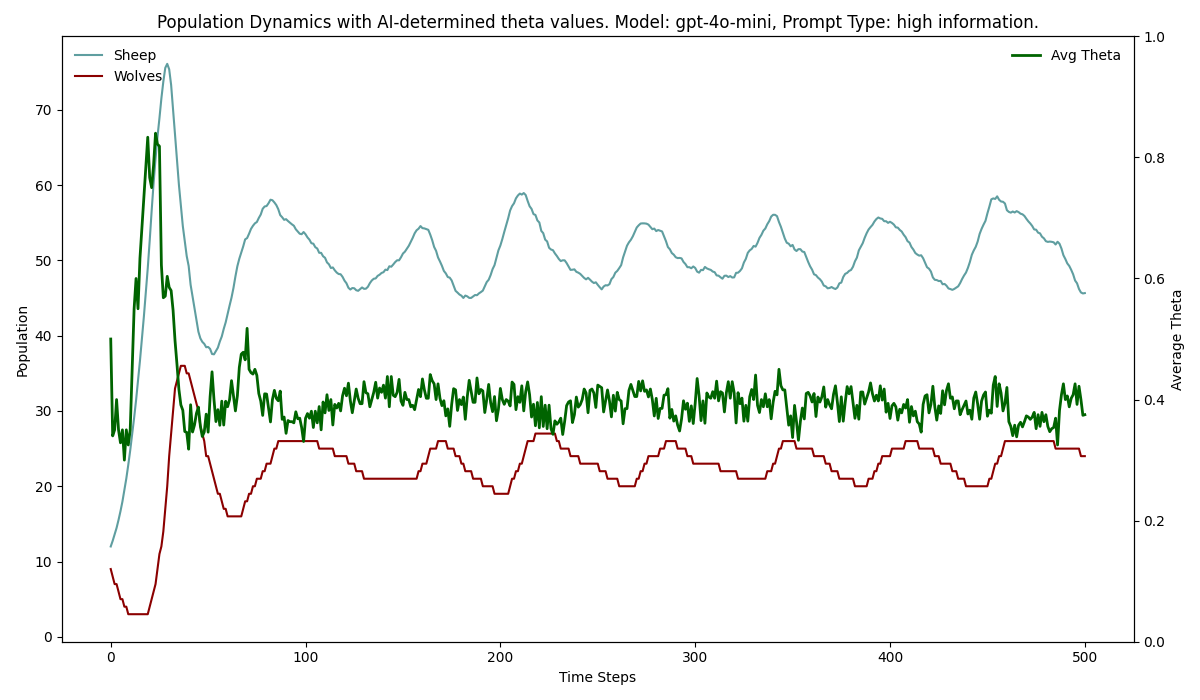 Population Dynamics with AI-determined theta values. Model: gpt-4o-mini, Prompt Type: high information.
Sheep
Wolves
Avg Theta
Population
0
10
20
30
40
50
60
70
Average Theta
0.0
0.2
0.4
0.6
0.8
1.0
0
100
200
300
400
500
Time Steps